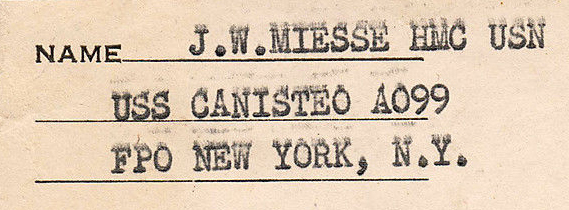 NAME J.W.MIESSE HMC USN
USS CANISTEO AO99
FPO NEW YORK, N.Y.